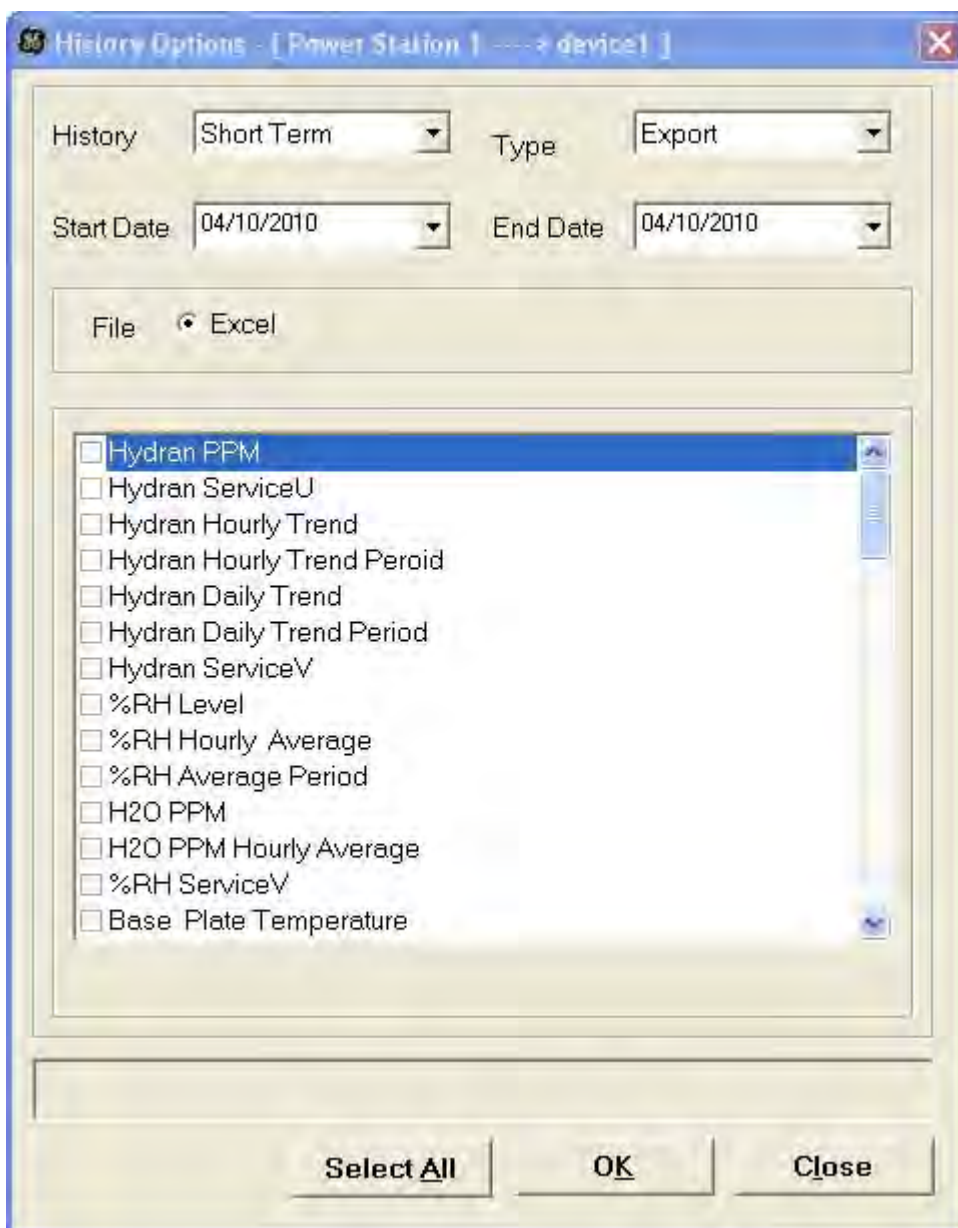 History Options - [ Power Station 1 ----> device1 ]
History Short Term Type Export
Start Date 04/10/2010 End Date 04/10/2010
File Excel
Hydran PPM
Hydran ServiceU
Hydran Hourly Trend
Hydran Hourly Trend Peroid
Hydran Daily Trend
Hydran Daily Trend Period
Hydran ServiceV
%RH Level
%RH Hourly Average
%RH Average Period
H2O PPM
H2O PPM Hourly Average
%RH ServiceV
Base Plate Temperature
Select All OK Close